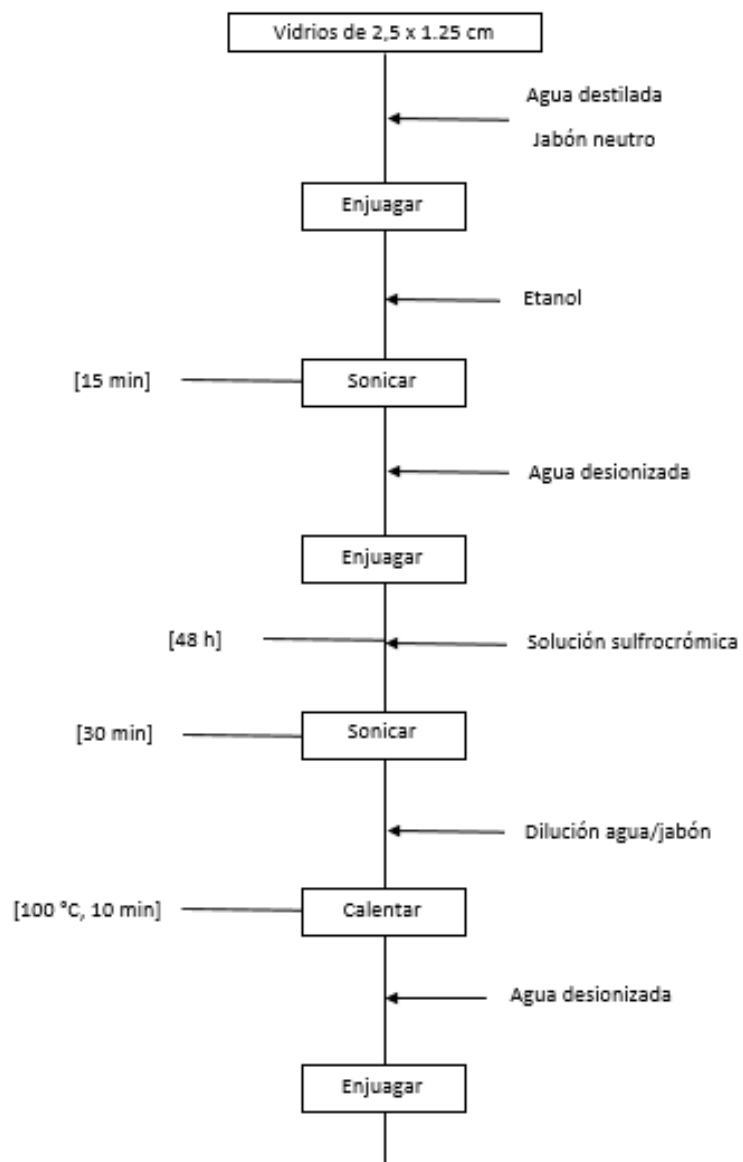 Vidrios de 2,5 x 1.25 cm
Agua destilada
Jabón neutro
Enjuagar
Etanol
[15 min]
Sonicar
Agua desionizada
Enjuagar
[48 h]
Solución sulfrocrómica
[30 min]
Sonicar
Dilución agua/jabón
[100 °C, 10 min]
Calentar
Agua desionizada
Enjuagar